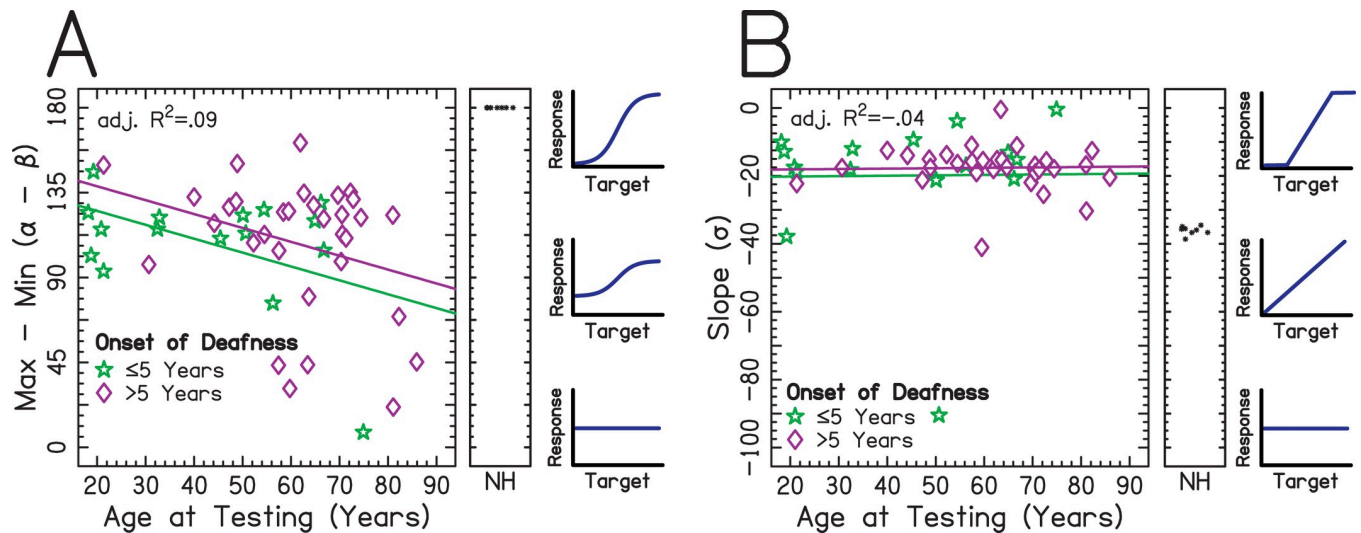 A
Max – Min (α – β)
180
135
90
45
0
adj. R²=.09
Onset of Deafness
≤5 Years
>5 Years
20 30 40 50 60 70 80 90
Age at Testing (Years)
NH
Response
Target
Response
Target
Response
Target
B
Slope (σ)
0
−20
−40
−60
−80
−100
adj. R²=−.04
Onset of Deafness
≤5 Years
>5 Years
20 30 40 50 60 70 80 90
Age at Testing (Years)
NH
Response
Target
Response
Target
Response
Target